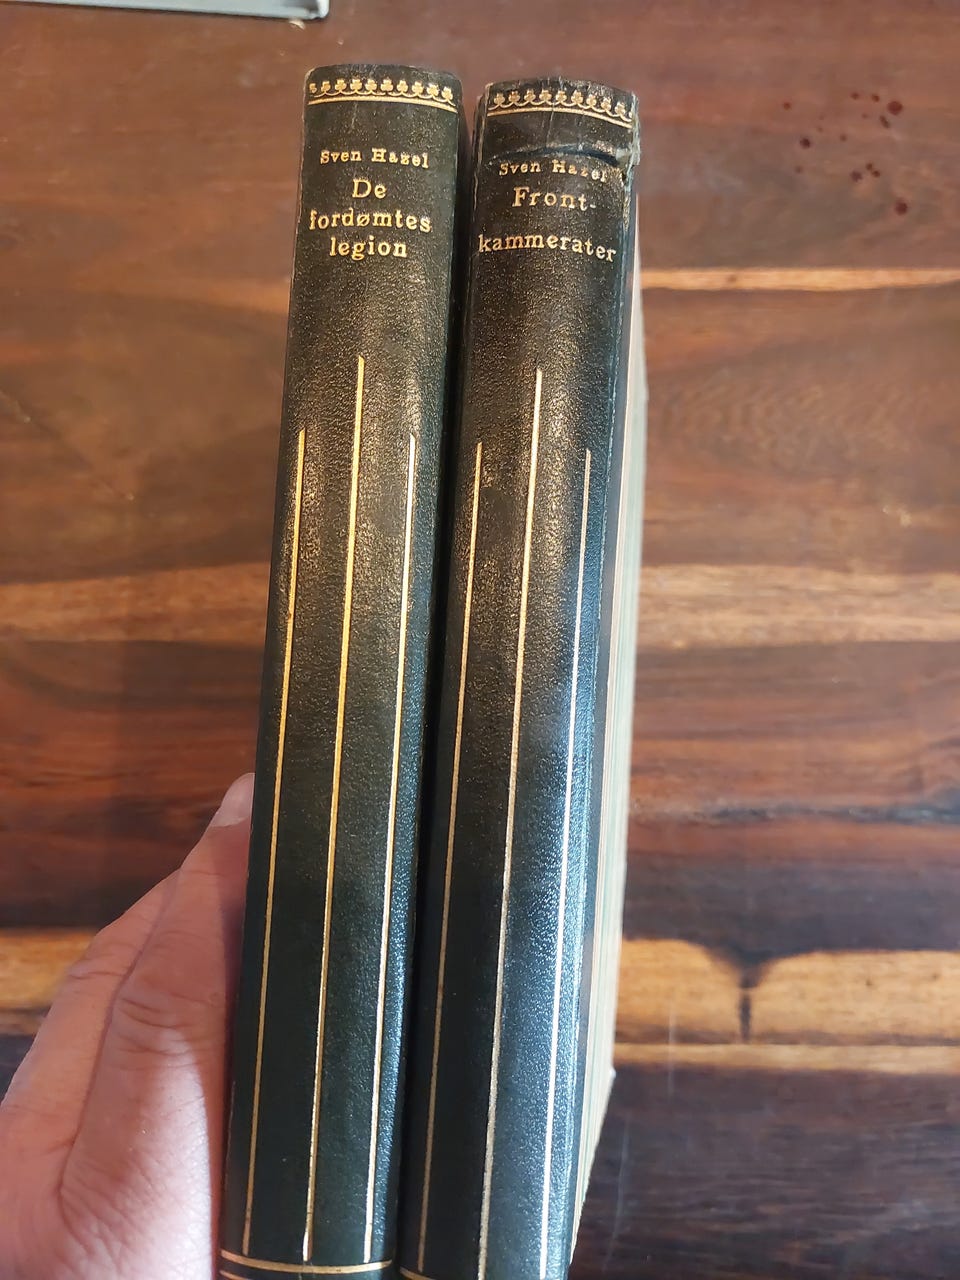 Sven Hazel
De
fordømtes
legion
Sven Hazel
Front-
kammerater